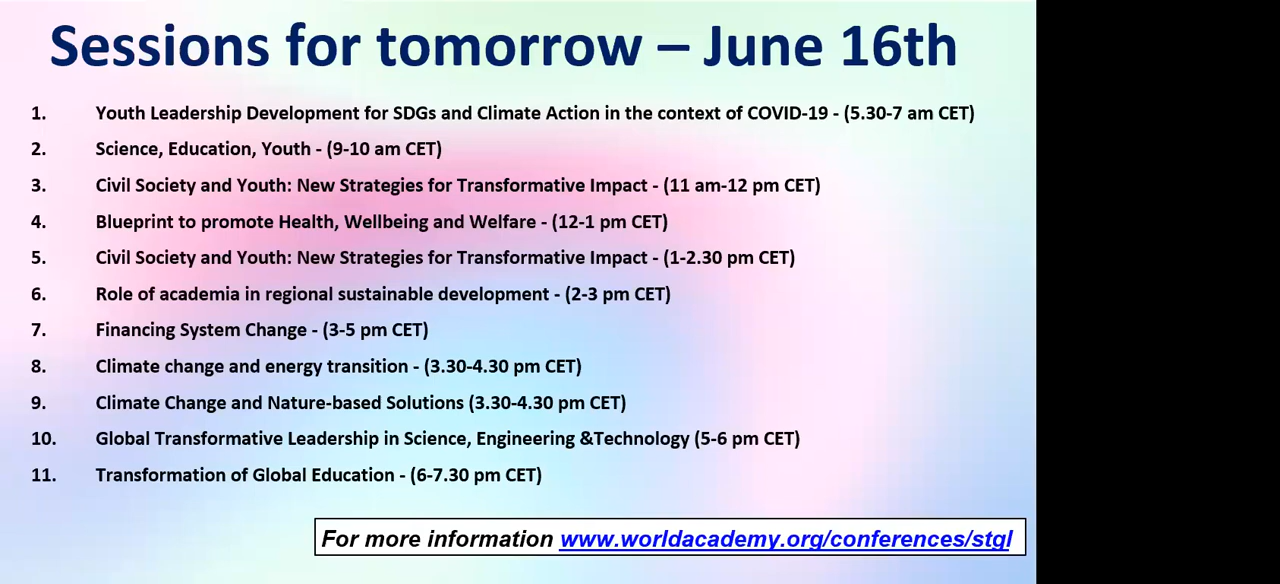 Sessions for tomorrow – June 16th
1. Youth Leadership Development for SDGs and Climate Action in the context of COVID-19 - (5.30-7 am CET)
2. Science, Education, Youth - (9-10 am CET)
3. Civil Society and Youth: New Strategies for Transformative Impact - (11 am-12 pm CET)
4. Blueprint to promote Health, Wellbeing and Welfare - (12-1 pm CET)
5. Civil Society and Youth: New Strategies for Transformative Impact - (1-2.30 pm CET)
6. Role of academia in regional sustainable development - (2-3 pm CET)
7. Financing System Change - (3-5 pm CET)
8. Climate change and energy transition - (3.30-4.30 pm CET)
9. Climate Change and Nature-based Solutions (3.30-4.30 pm CET)
10. Global Transformative Leadership in Science, Engineering &Technology (5-6 pm CET)
11. Transformation of Global Education - (6-7.30 pm CET)
For more information www.worldacademy.org/conferences/stgl